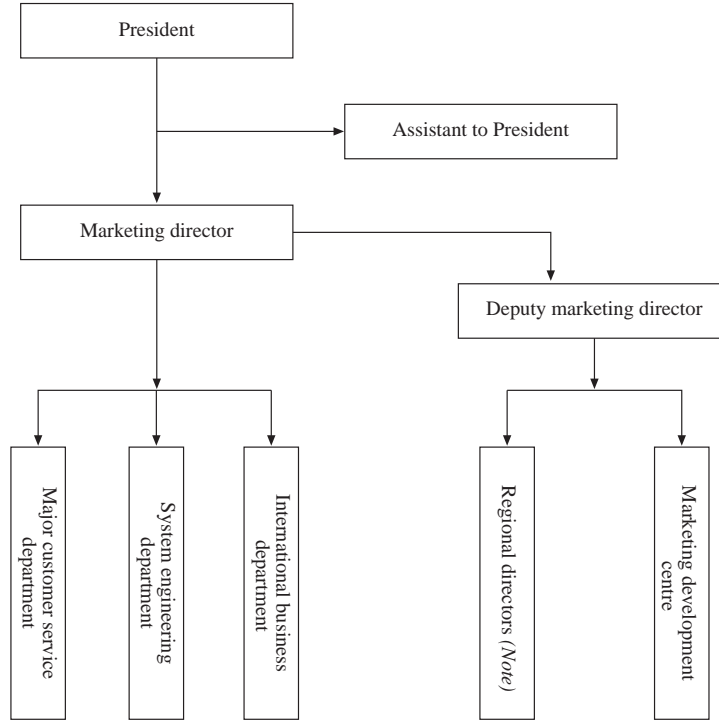 President
Assistant to President
Marketing director
Deputy marketing director
Major customer service
department
System engineering
department
International business
department
Regional directors (Note)
Marketing development
centre